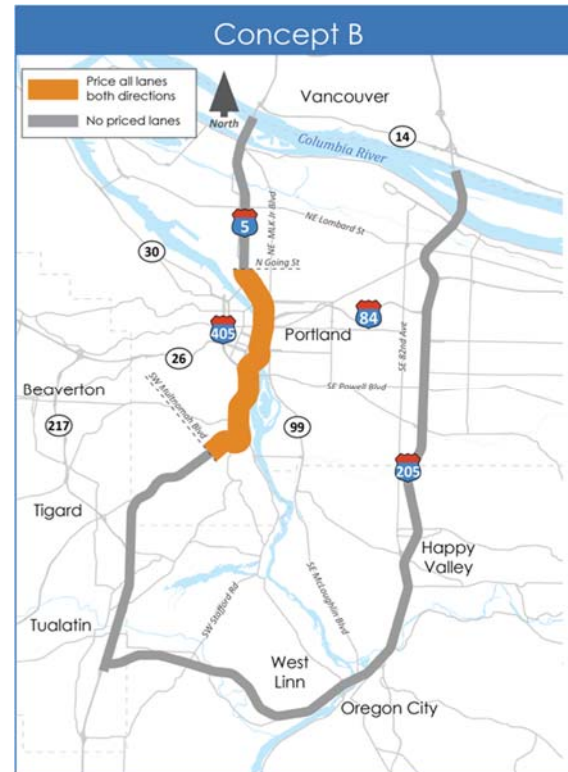 Concept B
Price all lanes
both directions
No priced lanes
North
Vancouver
14
Columbia River
NE Lombard St
NE MLK Jr Blvd
5
30
N Going St
405
84
Portland
26
SE 82nd Ave
Beaverton
SE Powell Blvd
SW Multnomah Blvd
217
99
205
Tigard
Happy
Valley
SE McLoughlin Blvd
SW Stafford Rd
Tualatin
West
Linn
Oregon City